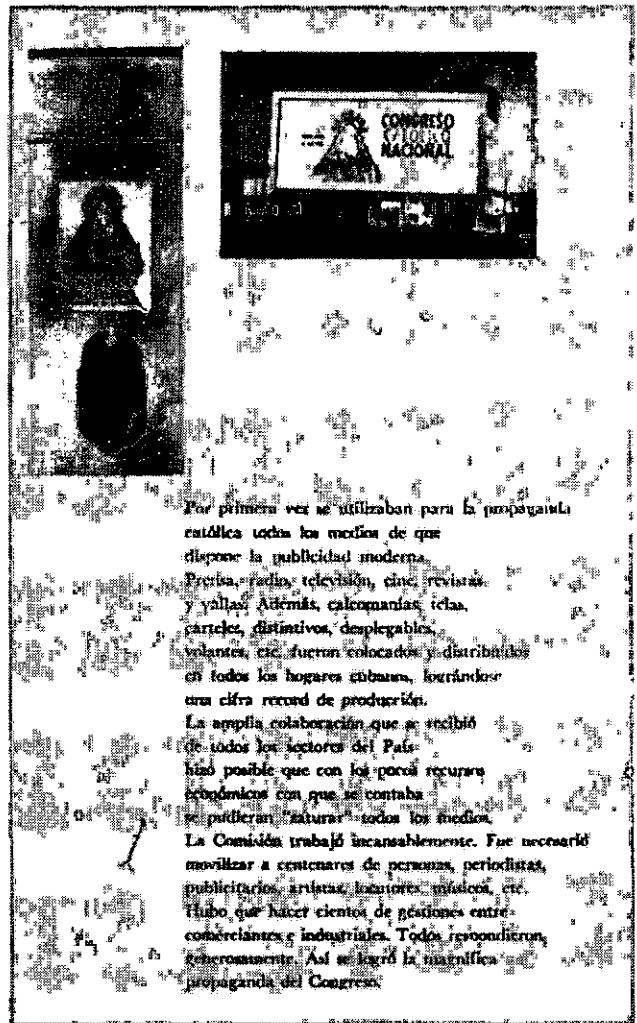 CONGRESO
CATOLICO
NACIONAL
Por primera vez se utilizaban para la propaganda
católica todos los medios de que
dispone la publicidad moderna.
Prensa, radio, televisión, cine, revistas
y vallas. Además, calcomanías, telas,
carteles, distintivos, desplegables,
volantes, etc. fueron colocados y distribuidos
en todos los hogares cubanos, lográndose
una cifra record de producción.
La amplia colaboración que se recibió
de todos los sectores del País
hizo posible que con los pocos recursos
económicos con que se contaba
se pudieran "saturar" todos los medios.
La Comisión trabajó incansablemente. Fue necesario
movilizar a centenares de personas, periodistas,
publicitarios, artistas, locutores, músicos, etc.
Hubo que hacer cientos de gestiones entre
comerciantes e industriales. Todos respondieron
generosamente. Así se logró la magnífica
propaganda del Congreso.